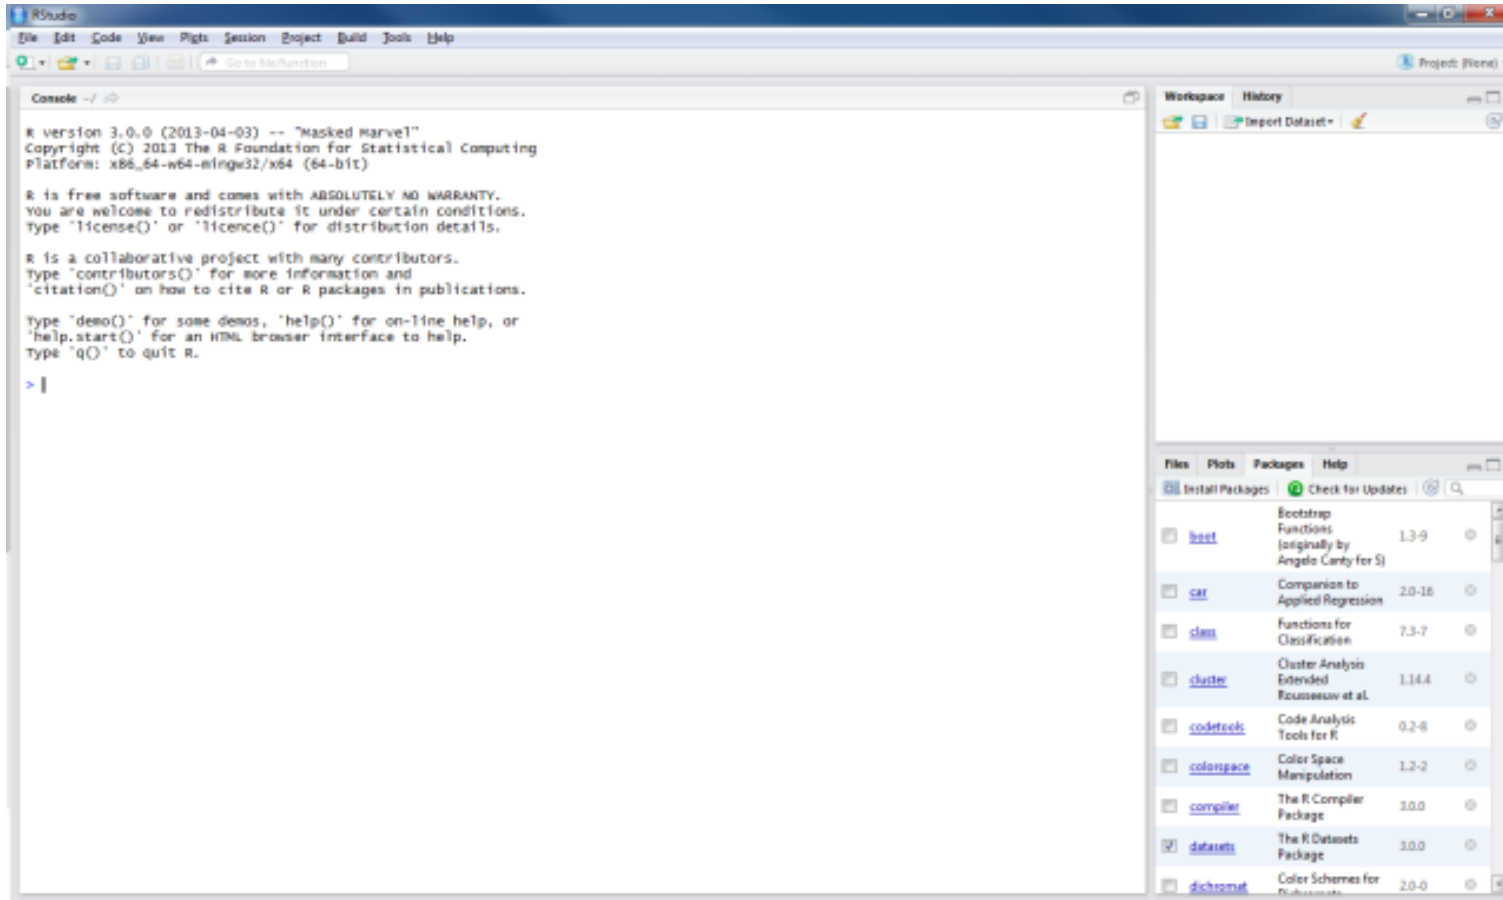 RStudio
File Edit Code View Plots Session Project Build Tools Help
Go to file/function
Project: (None)
Console ~/
R version 3.0.0 (2013-04-03) -- "Masked Marvel"
Copyright (C) 2013 The R Foundation for Statistical Computing
Platform: x86_64-w64-mingw32/x64 (64-bit)
R is free software and comes with ABSOLUTELY NO WARRANTY.
You are welcome to redistribute it under certain conditions.
Type 'license()' or 'licence()' for distribution details.
R is a collaborative project with many contributors.
Type 'contributors()' for more information and
'citation()' on how to cite R or R packages in publications.
Type 'demo()' for some demos, 'help()' for on-line help, or
'help.start()' for an HTML browser interface to help.
Type 'q()' to quit R.
>
Workspace History
Import Dataset
Files Plots Packages Help
Install Packages Check for Updates
boot Bootstrap Functions (originally by Angelo Canty for S) 1.3-9
car Companion to Applied Regression 2.0-16
class Functions for Classification 7.3-7
cluster Cluster Analysis Extended Rousseeuw et al. 1.14.4
codetools Code Analysis Tools for R 0.2-8
colorspace Color Space Manipulation 1.2-2
compiler The R Compiler Package 3.0.0
datasets The R Datasets Package 3.0.0
dichromat Color Schemes for 2.0-0